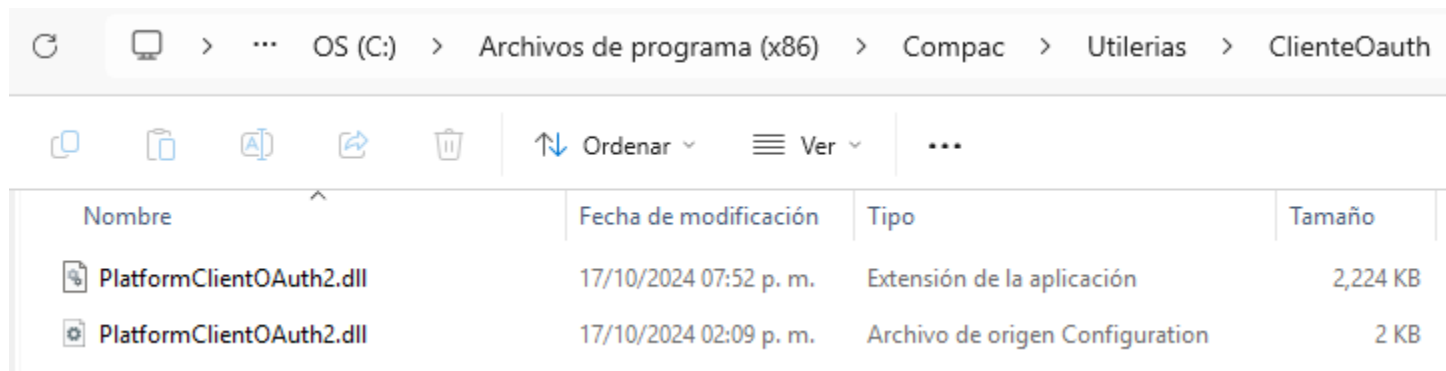 OS (C:) > Archivos de programa (x86) > Compac > Utilerias > ClienteOauth
Ordenar Ver
Nombre Fecha de modificación Tipo Tamaño
PlatformClientOAuth2.dll 17/10/2024 07:52 p. m. Extensión de la aplicación 2,224 KB
PlatformClientOAuth2.dll 17/10/2024 02:09 p. m. Archivo de origen Configuration 2 KB